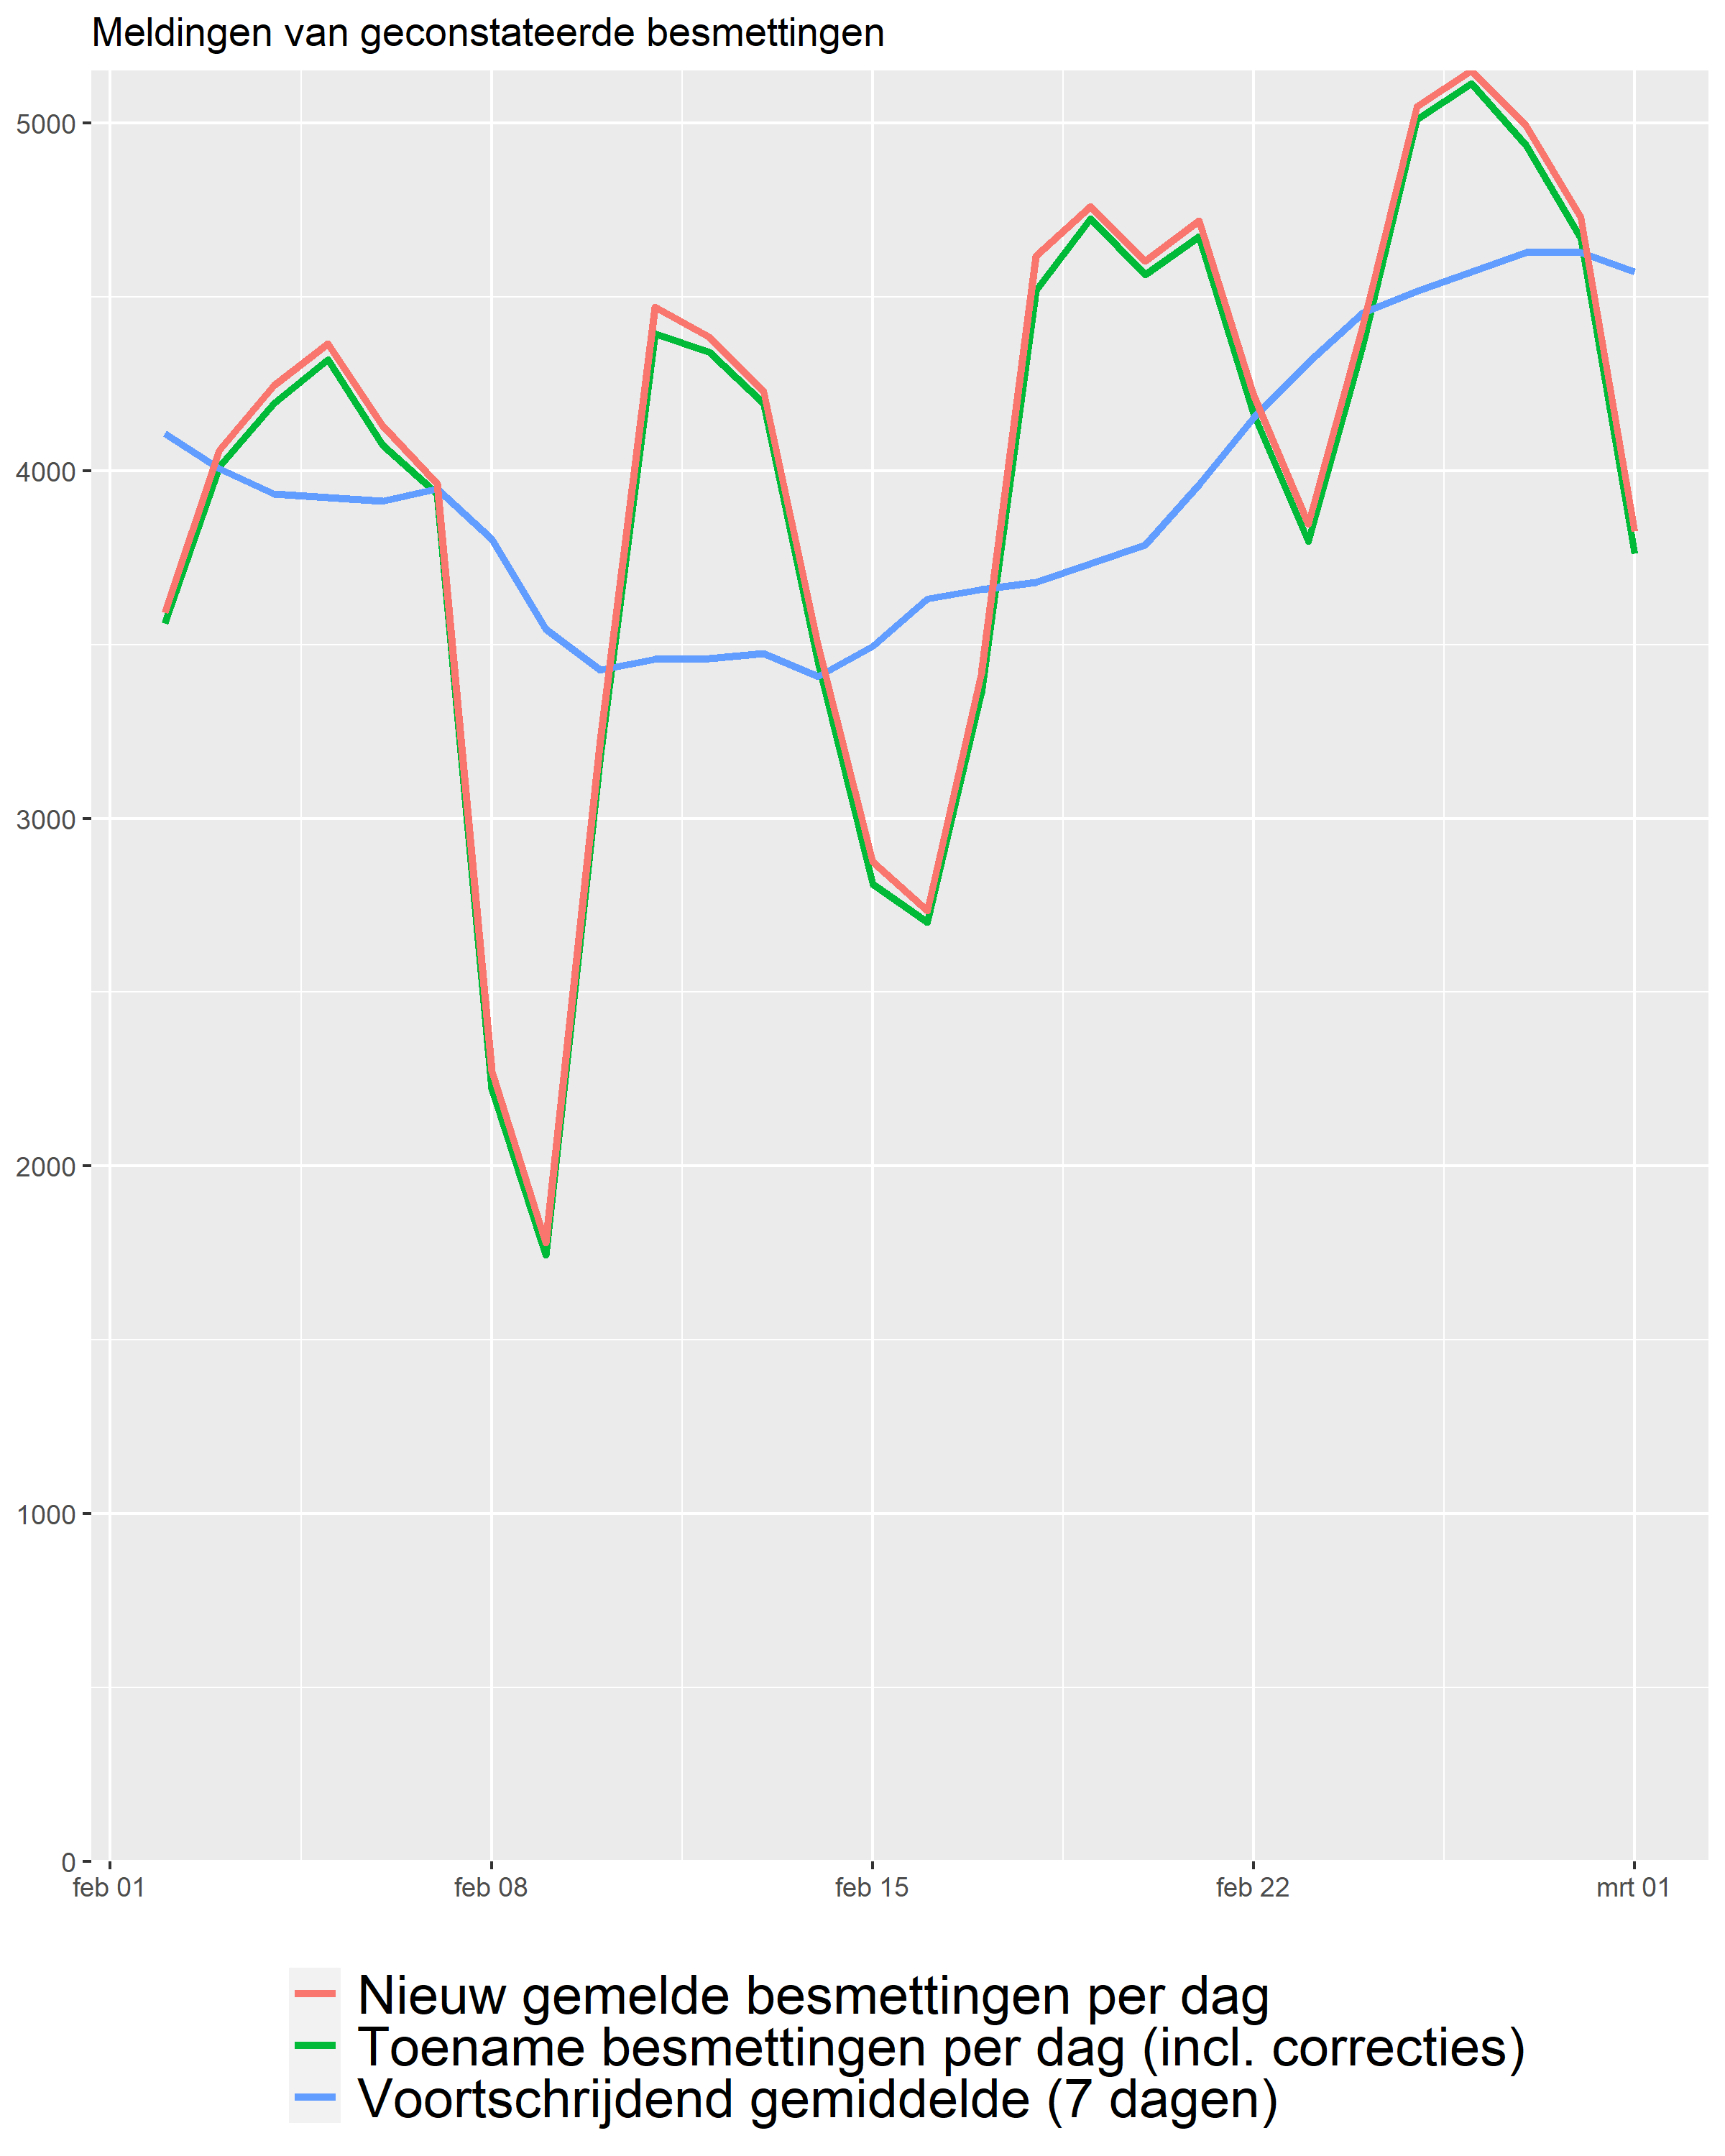 Meldingen van geconstateerde besmettingen
5000
4000
3000
2000
1000
0
feb 01 feb 08 feb 15 feb 22 mrt 01
Nieuw gemelde besmettingen per dag
Toename besmettingen per dag (incl. correcties)
Voortschrijdend gemiddelde (7 dagen)